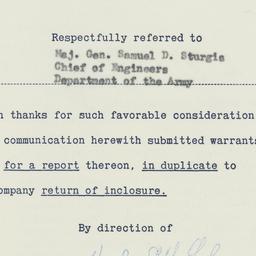 Respectfully referred to
Maj. Gen. Samuel D. Sturgis
Chief of Engineers
Department of the Army
thanks for such favorable consideration
communication herewith submitted warrants
for a report thereon, in duplicate to
return of inclosure.
By direction of